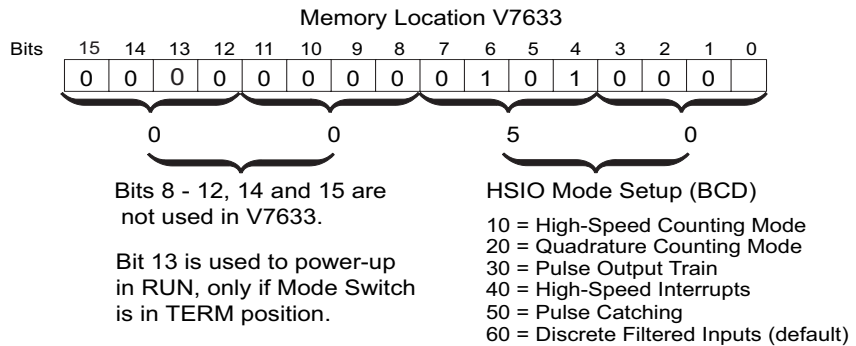 Memory Location V7633
Bits 15 14 13 12 11 10 9 8 7 6 5 4 3 2 1 0
0 0 0 0 0 0 0 0 0 1 0 1 0 0 0
0 0 5 0
Bits 8 - 12, 14 and 15 are
not used in V7633.
Bit 13 is used to power-up
in RUN, only if Mode Switch
is in TERM position.
HSIO Mode Setup (BCD)
10 = High-Speed Counting Mode
20 = Quadrature Counting Mode
30 = Pulse Output Train
40 = High-Speed Interrupts
50 = Pulse Catching
60 = Discrete Filtered Inputs (default)